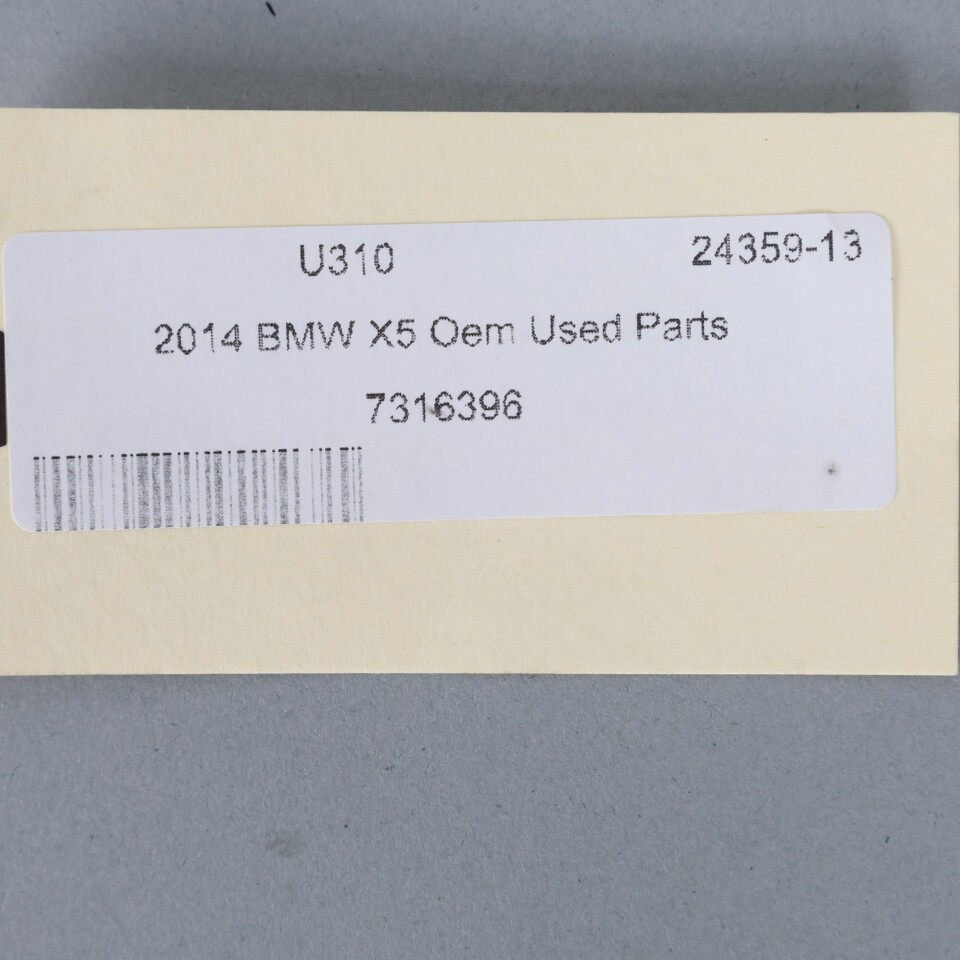 U310 24359-13
2014 BMW X5 Oem Used Parts
7316396